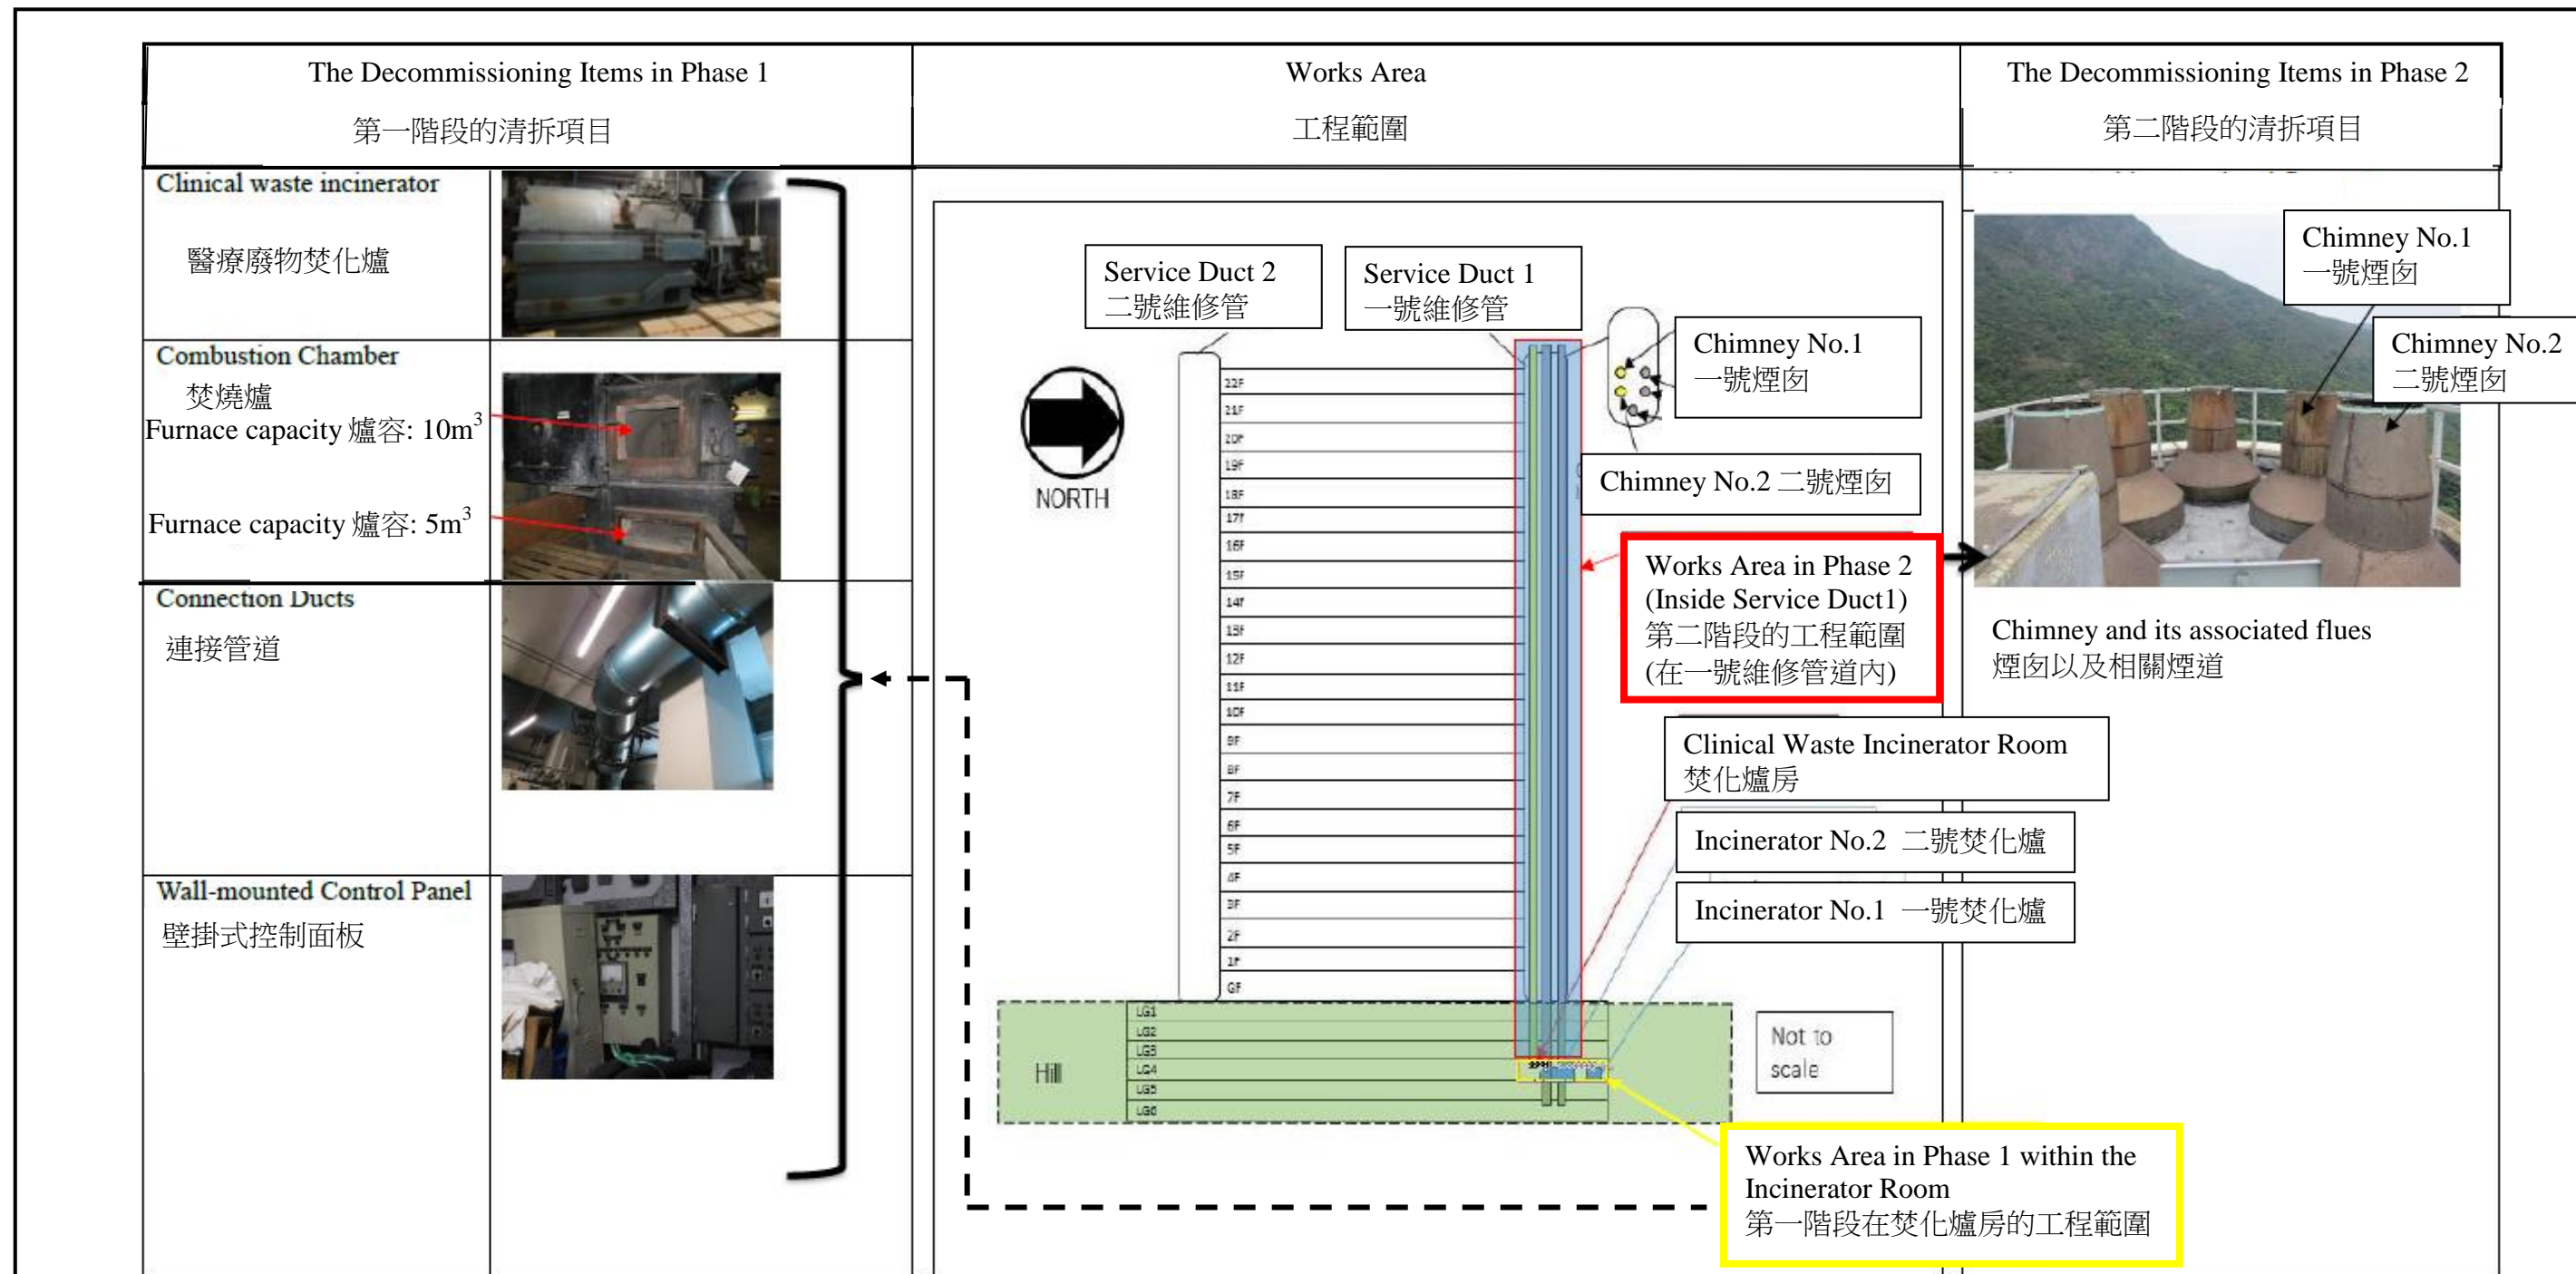 The Decommissioning Items in Phase 1
第一階段的清拆項目
Works Area
工程範圍
The Decommissioning Items in Phase 2
第二階段的清拆項目
Clinical waste incinerator
醫療廢物焚化爐
Combustion Chamber
焚燒爐
Furnace capacity 爐容: 10m³
Furnace capacity 爐容: 5m³
Connection Ducts
連接管道
Wall-mounted Control Panel
壁掛式控制面板
Service Duct 2
二號維修管
Service Duct 1
一號維修管
Chimney No.1
一號煙囱
Chimney No.2 二號煙囱
NORTH
22F
21F
20F
19F
18F
17F
16F
15F
14F
13F
12F
11F
10F
9F
8F
7F
6F
5F
4F
3F
2F
1F
GF
LG1
LG2
LG3
LG4
LG5
LG6
Hill
Works Area in Phase 2
(Inside Service Duct1)
第二階段的工程範圍
(在一號維修管道內)
Clinical Waste Incinerator Room
焚化爐房
Incinerator No.2 二號焚化爐
Incinerator No.1 一號焚化爐
Not to
scale
Works Area in Phase 1 within the
Incinerator Room
第一階段在焚化爐房的工程範圍
Chimney No.1
一號煙囱
Chimney No.2
二號煙囱
Chimney and its associated flues
煙囱以及相關煙道